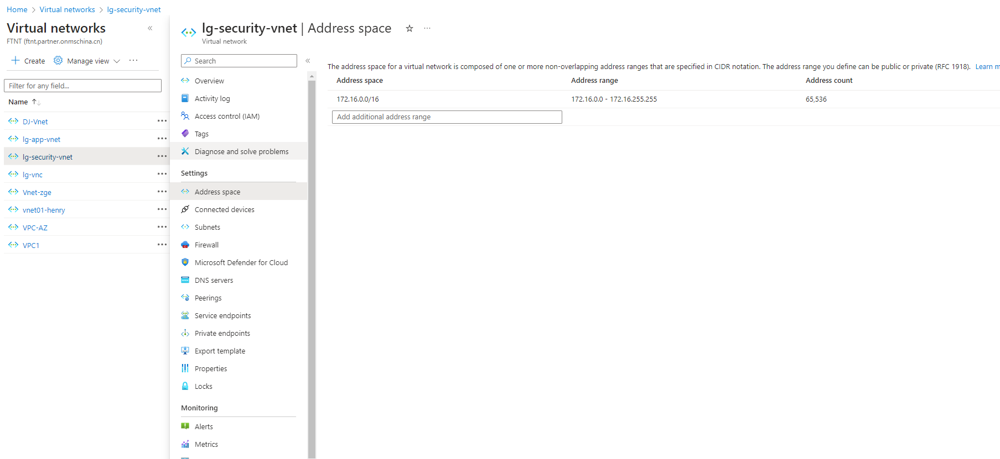 Home > Virtual networks > lg-security-vnet
Virtual networks «
FTNT (ftnt.partner.onmschina.cn)
+ Create Manage view ···
Filter for any field...
Name ↑↓
DJ-Vnet
lg-app-vnet
lg-security-vnet
lg-vnc
Vnet-zge
vnet01-henry
VPC-AZ
VPC1
lg-security-vnet | Address space ☆ ···
Virtual network
Search «
Overview
Activity log
Access control (IAM)
Tags
Diagnose and solve problems
Settings
Address space
Connected devices
Subnets
Firewall
Microsoft Defender for Cloud
DNS servers
Peerings
Service endpoints
Private endpoints
Export template
Properties
Locks
Monitoring
Alerts
Metrics
The address space for a virtual network is composed of one or more non-overlapping address ranges that are specified in CIDR notation. The address range you define can be public or private (RFC 1918). Learn m
Address space Address range Address count
172.16.0.0/16 172.16.0.0 - 172.16.255.255 65,536
Add additional address range